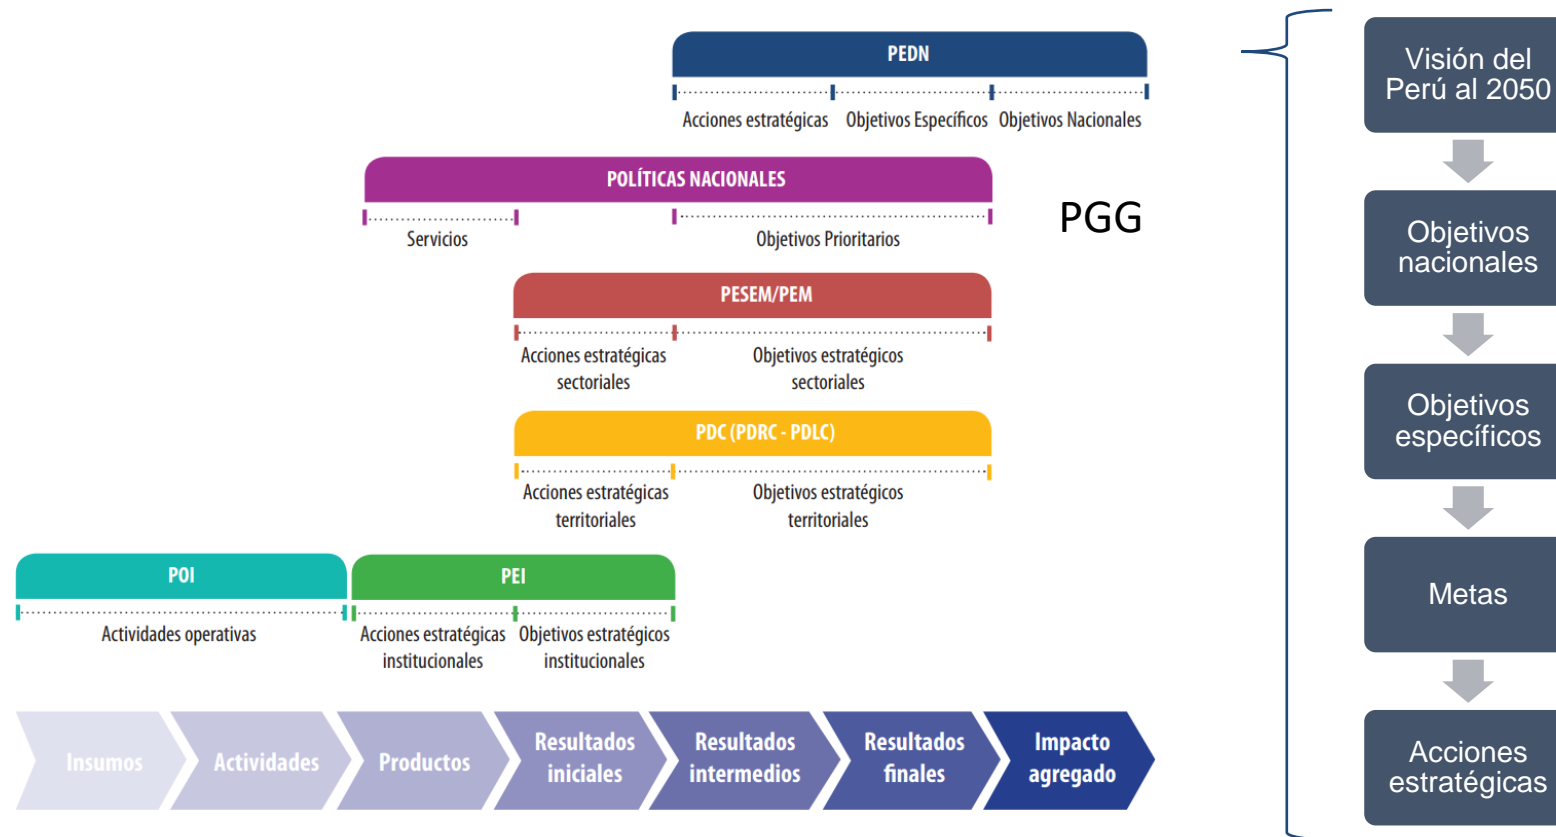 PEDN
Acciones estratégicas
Objetivos Específicos
Objetivos Nacionales
POLÍTICAS NACIONALES
Servicios
Objetivos Prioritarios
PGG
PESEM/PEM
Acciones estratégicas
sectoriales
Objetivos estratégicos
sectoriales
PDC (PDRC - PDLC)
Acciones estratégicas
territoriales
Objetivos estratégicos
territoriales
POI
Actividades operativas
PEI
Acciones estratégicas
institucionales
Objetivos estratégicos
institucionales
Insumos
Actividades
Productos
Resultados
iniciales
Resultados
intermedios
Resultados
finales
Impacto
agregado
Visión del
Perú al 2050
Objetivos
nacionales
Objetivos
específicos
Metas
Acciones
estratégicas